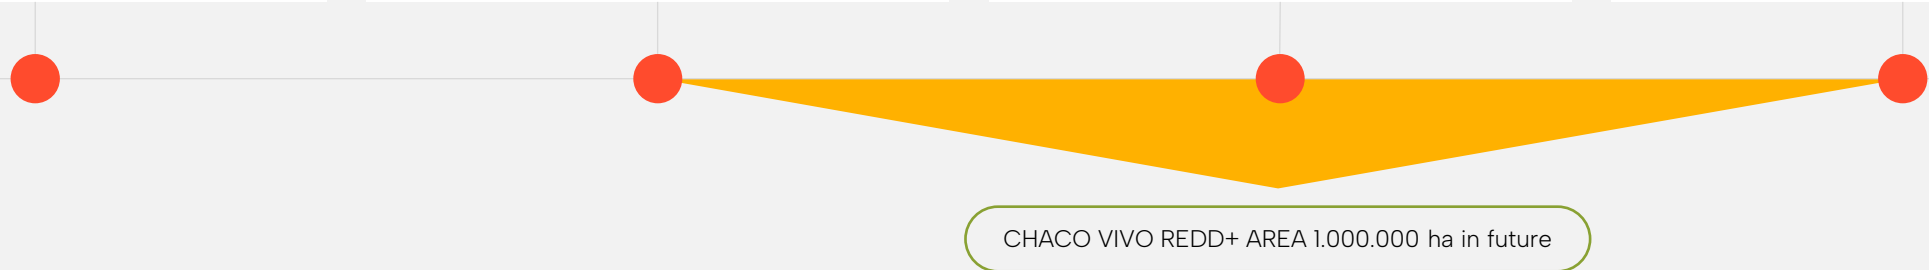 CHACO VIVO REDD+ AREA 1.000.000 ha in future